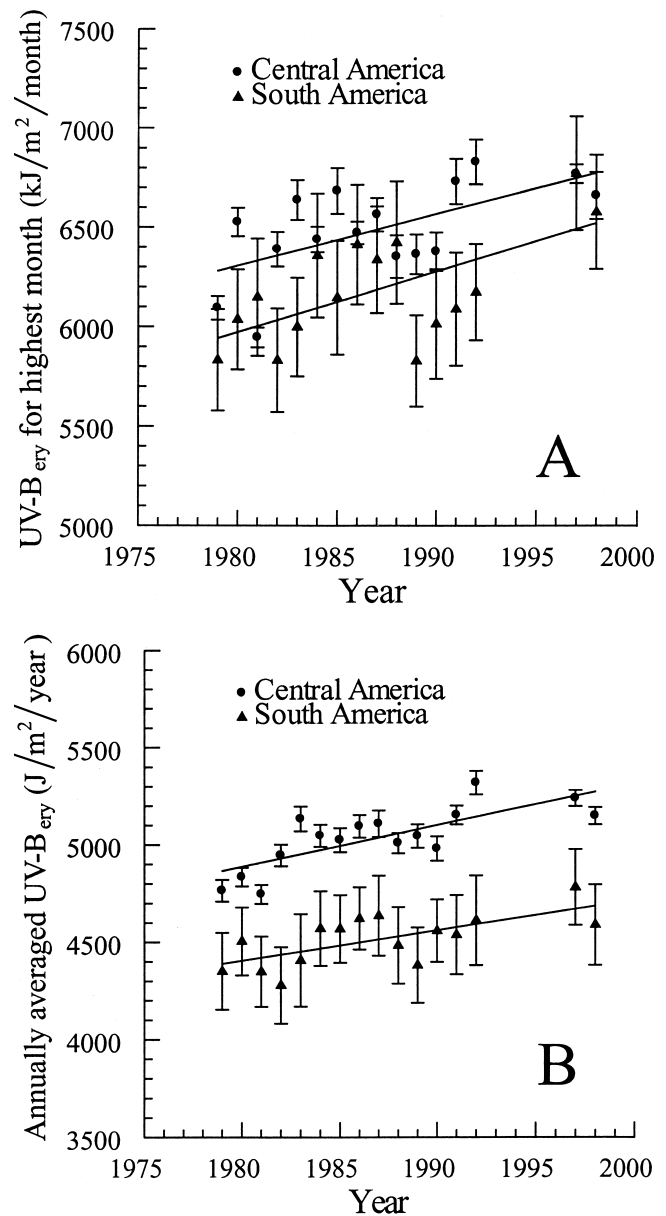 UV-Bery for highest month (kJ/m2/month)
7500
7000
6500
6000
5500
5000
Central America
South America
A
1975 1980 1985 1990 1995 2000
Year
Annually averaged UV-Bery (J/m2/year)
6000
5500
5000
4500
4000
3500
Central America
South America
B
1975 1980 1985 1990 1995 2000
Year